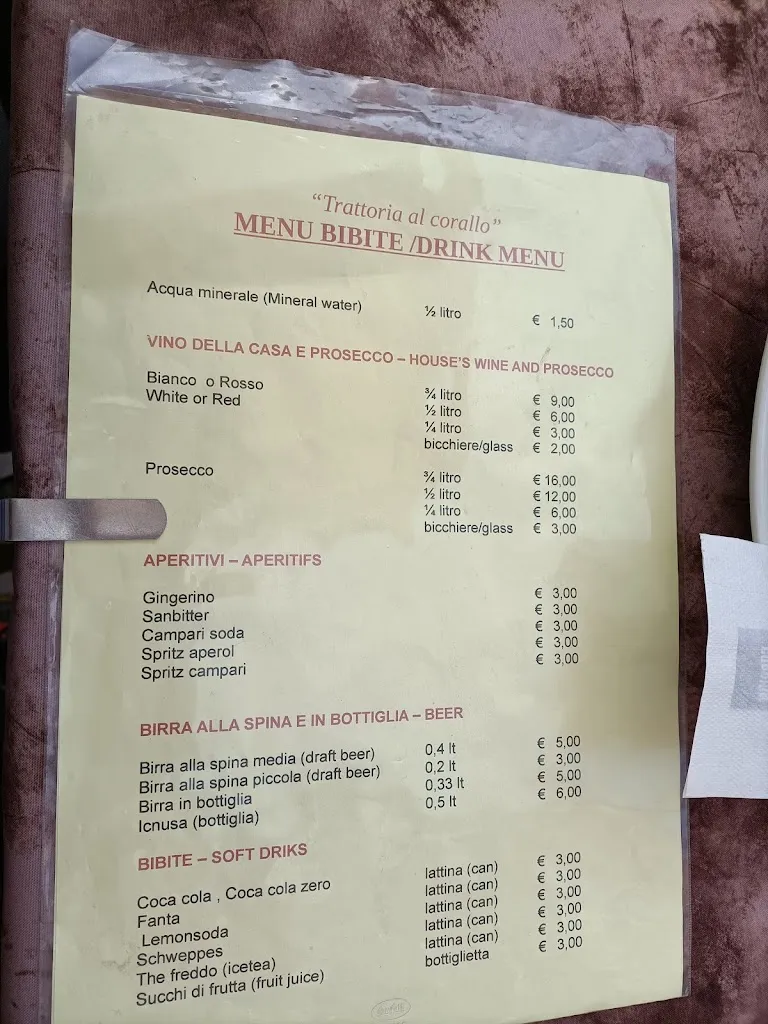 “Trattoria al corallo”
MENU BIBITE /DRINK MENU
Acqua minerale (Mineral water) ½ litro € 1,50
VINO DELLA CASA E PROSECCO – HOUSE'S WINE AND PROSECCO
Bianco o Rosso ¾ litro € 9,00
White or Red ½ litro € 6,00
¼ litro € 3,00
bicchiere/glass € 2,00
Prosecco ¾ litro € 16,00
½ litro € 12,00
¼ litro € 6,00
bicchiere/glass € 3,00
APERITIVI – APERITIFS
Gingerino € 3,00
Sanbitter € 3,00
Campari soda € 3,00
Spritz aperol € 3,00
Spritz campari € 3,00
BIRRA ALLA SPINA E IN BOTTIGLIA – BEER
Birra alla spina media (draft beer) 0,4 lt € 5,00
Birra alla spina piccola (draft beer) 0,2 lt € 3,00
Birra in bottiglia 0,33 lt € 5,00
Icnusa (bottiglia) 0,5 lt € 6,00
BIBITE – SOFT DRIKS
Coca cola , Coca cola zero lattina (can) € 3,00
Fanta lattina (can) € 3,00
Lemonsoda lattina (can) € 3,00
Schweppes lattina (can) € 3,00
The freddo (icetea) lattina (can) € 3,00
Succhi di frutta (fruit juice) bottiglietta € 3,00